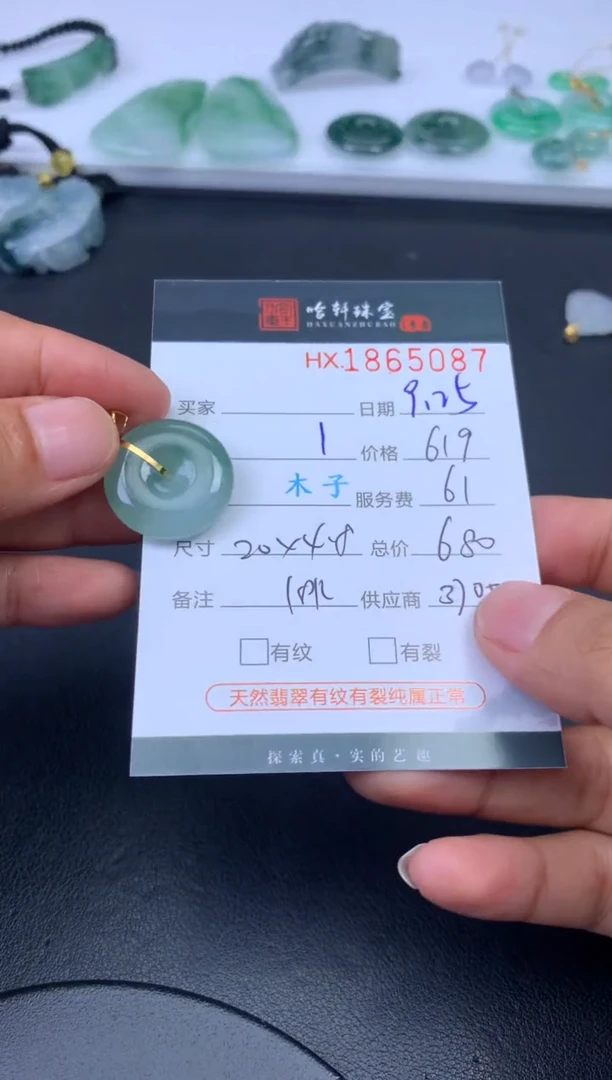 哈轩珠宝
HAXUANZHUBAO
HX.1865087
买家 日期 9.25
1 价格 619
木子 服务费 61
尺寸 20×4.8 总价 680
备注 供应商
有纹 有裂
天然翡翠有纹有裂纯属正常
探索真·实的艺趣